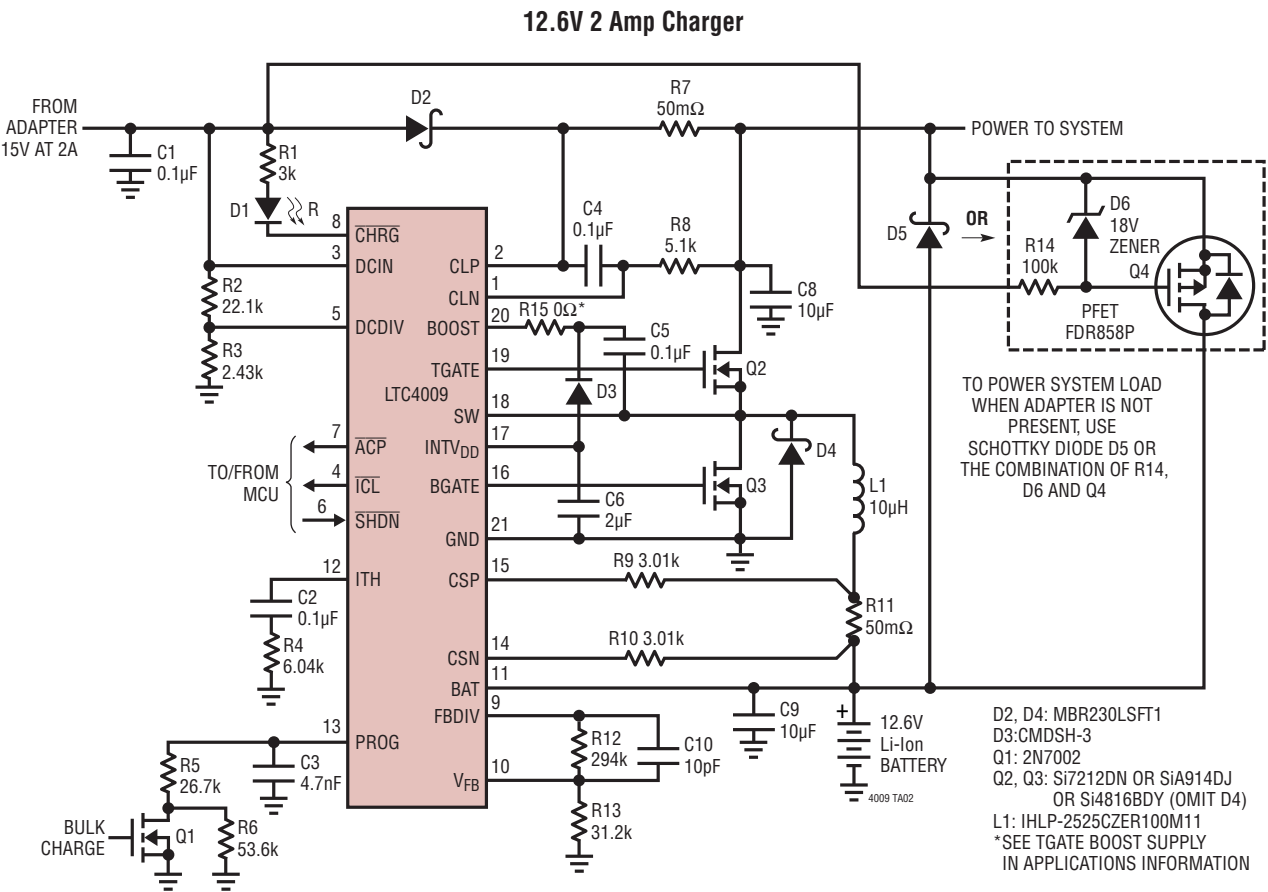 12.6V 2 Amp Charger
FROM
ADAPTER
15V AT 2A
C1
0.1µF
R1
3k
D1
R
D2
R7
50mΩ
POWER TO SYSTEM
C4
0.1µF
R8
5.1k
C8
10µF
R2
22.1k
R3
2.43k
8
CHRG
3
DCIN
5
DCDIV
LTC4009
7
ACP
4
ICL
6
SHDN
TO/FROM
MCU
12
ITH
C2
0.1µF
R4
6.04k
13
PROG
R5
26.7k
C3
4.7nF
BULK
CHARGE
Q1
R6
53.6k
CLP
2
CLN
1
BOOST
20
R15 0Ω*
C5
0.1µF
TGATE
19
Q2
D3
SW
18
INTVDD
17
BGATE
16
Q3
D4
C6
2µF
GND
21
L1
10µH
CSP
15
R9 3.01k
R11
50mΩ
CSN
14
R10 3.01k
BAT
11
FBDIV
9
R12
294k
C10
10pF
VFB
10
R13
31.2k
C9
10µF
+
12.6V
Li-Ion
BATTERY
4009 TA02
D5
OR
R14
100k
D6
18V
ZENER
Q4
PFET
FDR858P
TO POWER SYSTEM LOAD
WHEN ADAPTER IS NOT
PRESENT, USE
SCHOTTKY DIODE D5 OR
THE COMBINATION OF R14,
D6 AND Q4
D2, D4: MBR230LSFT1
D3:CMDSH-3
Q1: 2N7002
Q2, Q3: Si7212DN OR SiA914DJ
OR Si4816BDY (OMIT D4)
L1: IHLP-2525CZER100M11
*SEE TGATE BOOST SUPPLY
IN APPLICATIONS INFORMATION